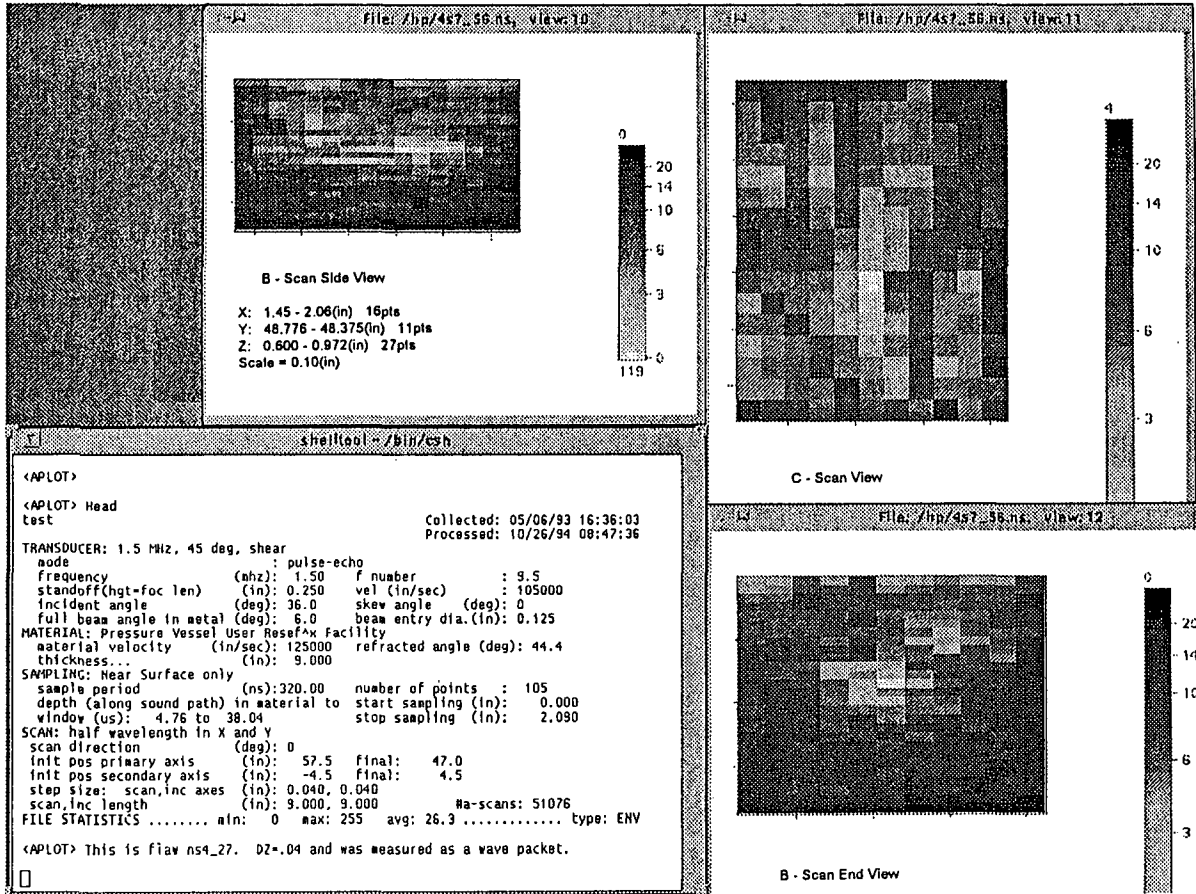 File: /hp/4s7_56.ns, view: 10
0
20
14
10
6
3
0
119
B - Scan Side View
X: 1.45 - 2.06(in) 16pts
Y: 48.776 - 48.375(in) 11pts
Z: 0.600 - 0.972(in) 27pts
Scale = 0.10(in)
File: /hp/4s7_56.ns, view: 11
4
20
14
10
6
3
C - Scan View
shelltool - /bin/csh
<APLOT>
<APLOT> Head
test Collected: 05/06/93 16:36:03
Processed: 10/26/94 08:47:36
TRANSDUCER: 1.5 MHz, 45 deg, shear
mode : pulse-echo
frequency (mhz): 1.50 f number : 9.5
standoff(hgt=foc len) (in): 0.250 vel (in/sec) : 105000
incident angle (deg): 36.0 skew angle (deg): 0
full beam angle in metal (deg): 6.0 beam entry dia.(in): 0.125
MATERIAL: Pressure Vessel User Resef^x Facility
material velocity (in/sec): 125000 refracted angle (deg): 44.4
thickness... (in): 9.000
SAMPLING: Near Surface only
sample period (ns):320.00 number of points : 105
depth (along sound path) in material to start sampling (in): 0.000
window (us): 4.76 to 38.04 stop sampling (in): 2.090
SCAN: half wavelength in X and Y
scan direction (deg): 0
init pos primary axis (in): 57.5 final: 47.0
init pos secondary axis (in): -4.5 final: 4.5
step size: scan,inc axes (in): 0.040, 0.040
scan,inc length (in): 9.000, 9.000 #a-scans: 51076
FILE STATISTICS ........ min: 0 max: 255 avg: 26.3 ............. type: ENV
<APLOT> This is flaw ns4_27. DZ=.04 and was measured as a wave packet.
File: /hp/4s7_56.ns, view: 12
0
20
14
10
6
3
B - Scan End View